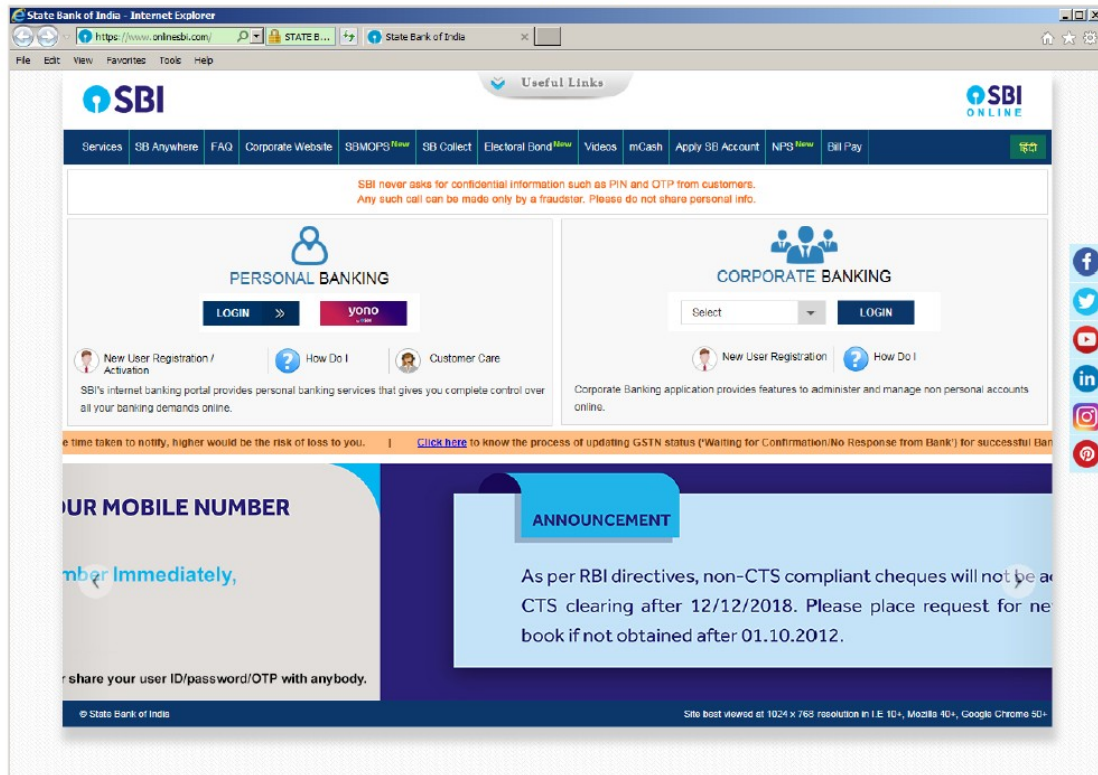 State Bank of India - Internet Explorer
https://www.onlinesbi.com/ STATE B... State Bank of India
File Edit View Favorites Tools Help
Useful Links
SBI
SBI
ONLINE
Services SB Anywhere FAQ Corporate Website SBMOPS New SB Collect Electoral Bond New Videos mCash Apply SB Account NPS New Bill Pay हिंदी
SBI never asks for confidential information such as PIN and OTP from customers.
Any such call can be made only by a fraudster. Please do not share personal info.
PERSONAL BANKING
LOGIN » yono
New User Registration /
Activation
How Do I
Customer Care
SBI's internet banking portal provides personal banking services that gives you complete control over
all your banking demands online.
CORPORATE BANKING
Select LOGIN
New User Registration How Do I
Corporate Banking application provides features to administer and manage non personal accounts
online.
e time taken to notify, higher would be the risk of loss to you. | Click here to know the process of updating GSTN status ('Waiting for Confirmation/No Response from Bank') for successful Ban
OUR MOBILE NUMBER
mber Immediately,
r share your user ID/password/OTP with anybody.
ANNOUNCEMENT
As per RBI directives, non-CTS compliant cheques will not be a
CTS clearing after 12/12/2018. Please place request for ne
book if not obtained after 01.10.2012.
© State Bank of India
Site best viewed at 1024 x 768 resolution in I.E 10+, Mozilla 40+, Google Chrome 50+